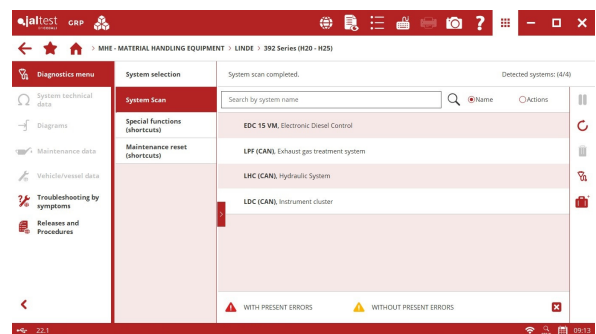 jaltest GRP
MHE - MATERIAL HANDLING EQUIPMENT > LINDE > 392 Series (H20 - H25)
Diagnostics menu
System technical data
Diagrams
Maintenance data
Vehicle/vessel data
Troubleshooting by symptoms
Releases and Procedures
System selection
System Scan
Special functions (shortcuts)
Maintenance reset (shortcuts)
System scan completed.
Detected systems: (4/4)
Search by system name
Name
Actions
EDC 15 VM, Electronic Diesel Control
LPF (CAN), Exhaust gas treatment system
LHC (CAN), Hydraulic System
LDC (CAN), Instrument cluster
WITH PRESENT ERRORS
WITHOUT PRESENT ERRORS
22.1
09:13